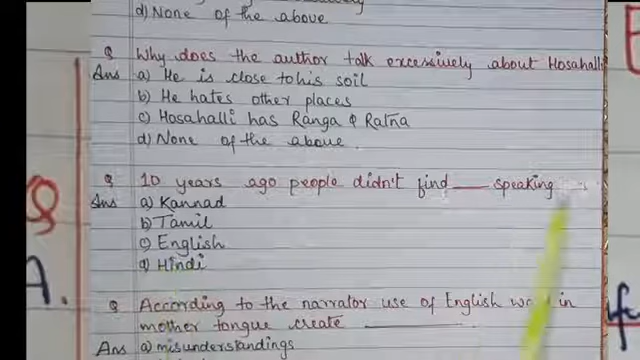 d) None of the above
Q Why does the author talk excessively about Hosahalli
Ans a) He is close to his soil
b) He hates other places
c) Hosahalli has Ranga & Ratna
d) None of the above.
Q 10 years ago people didn't find ___ speaking
Ans a) Kannad
b) Tamil
c) English
d) Hindi
Q According to the narrator use of English in
mother tongue create ___________
Ans a) misunderstandings
Q
A.